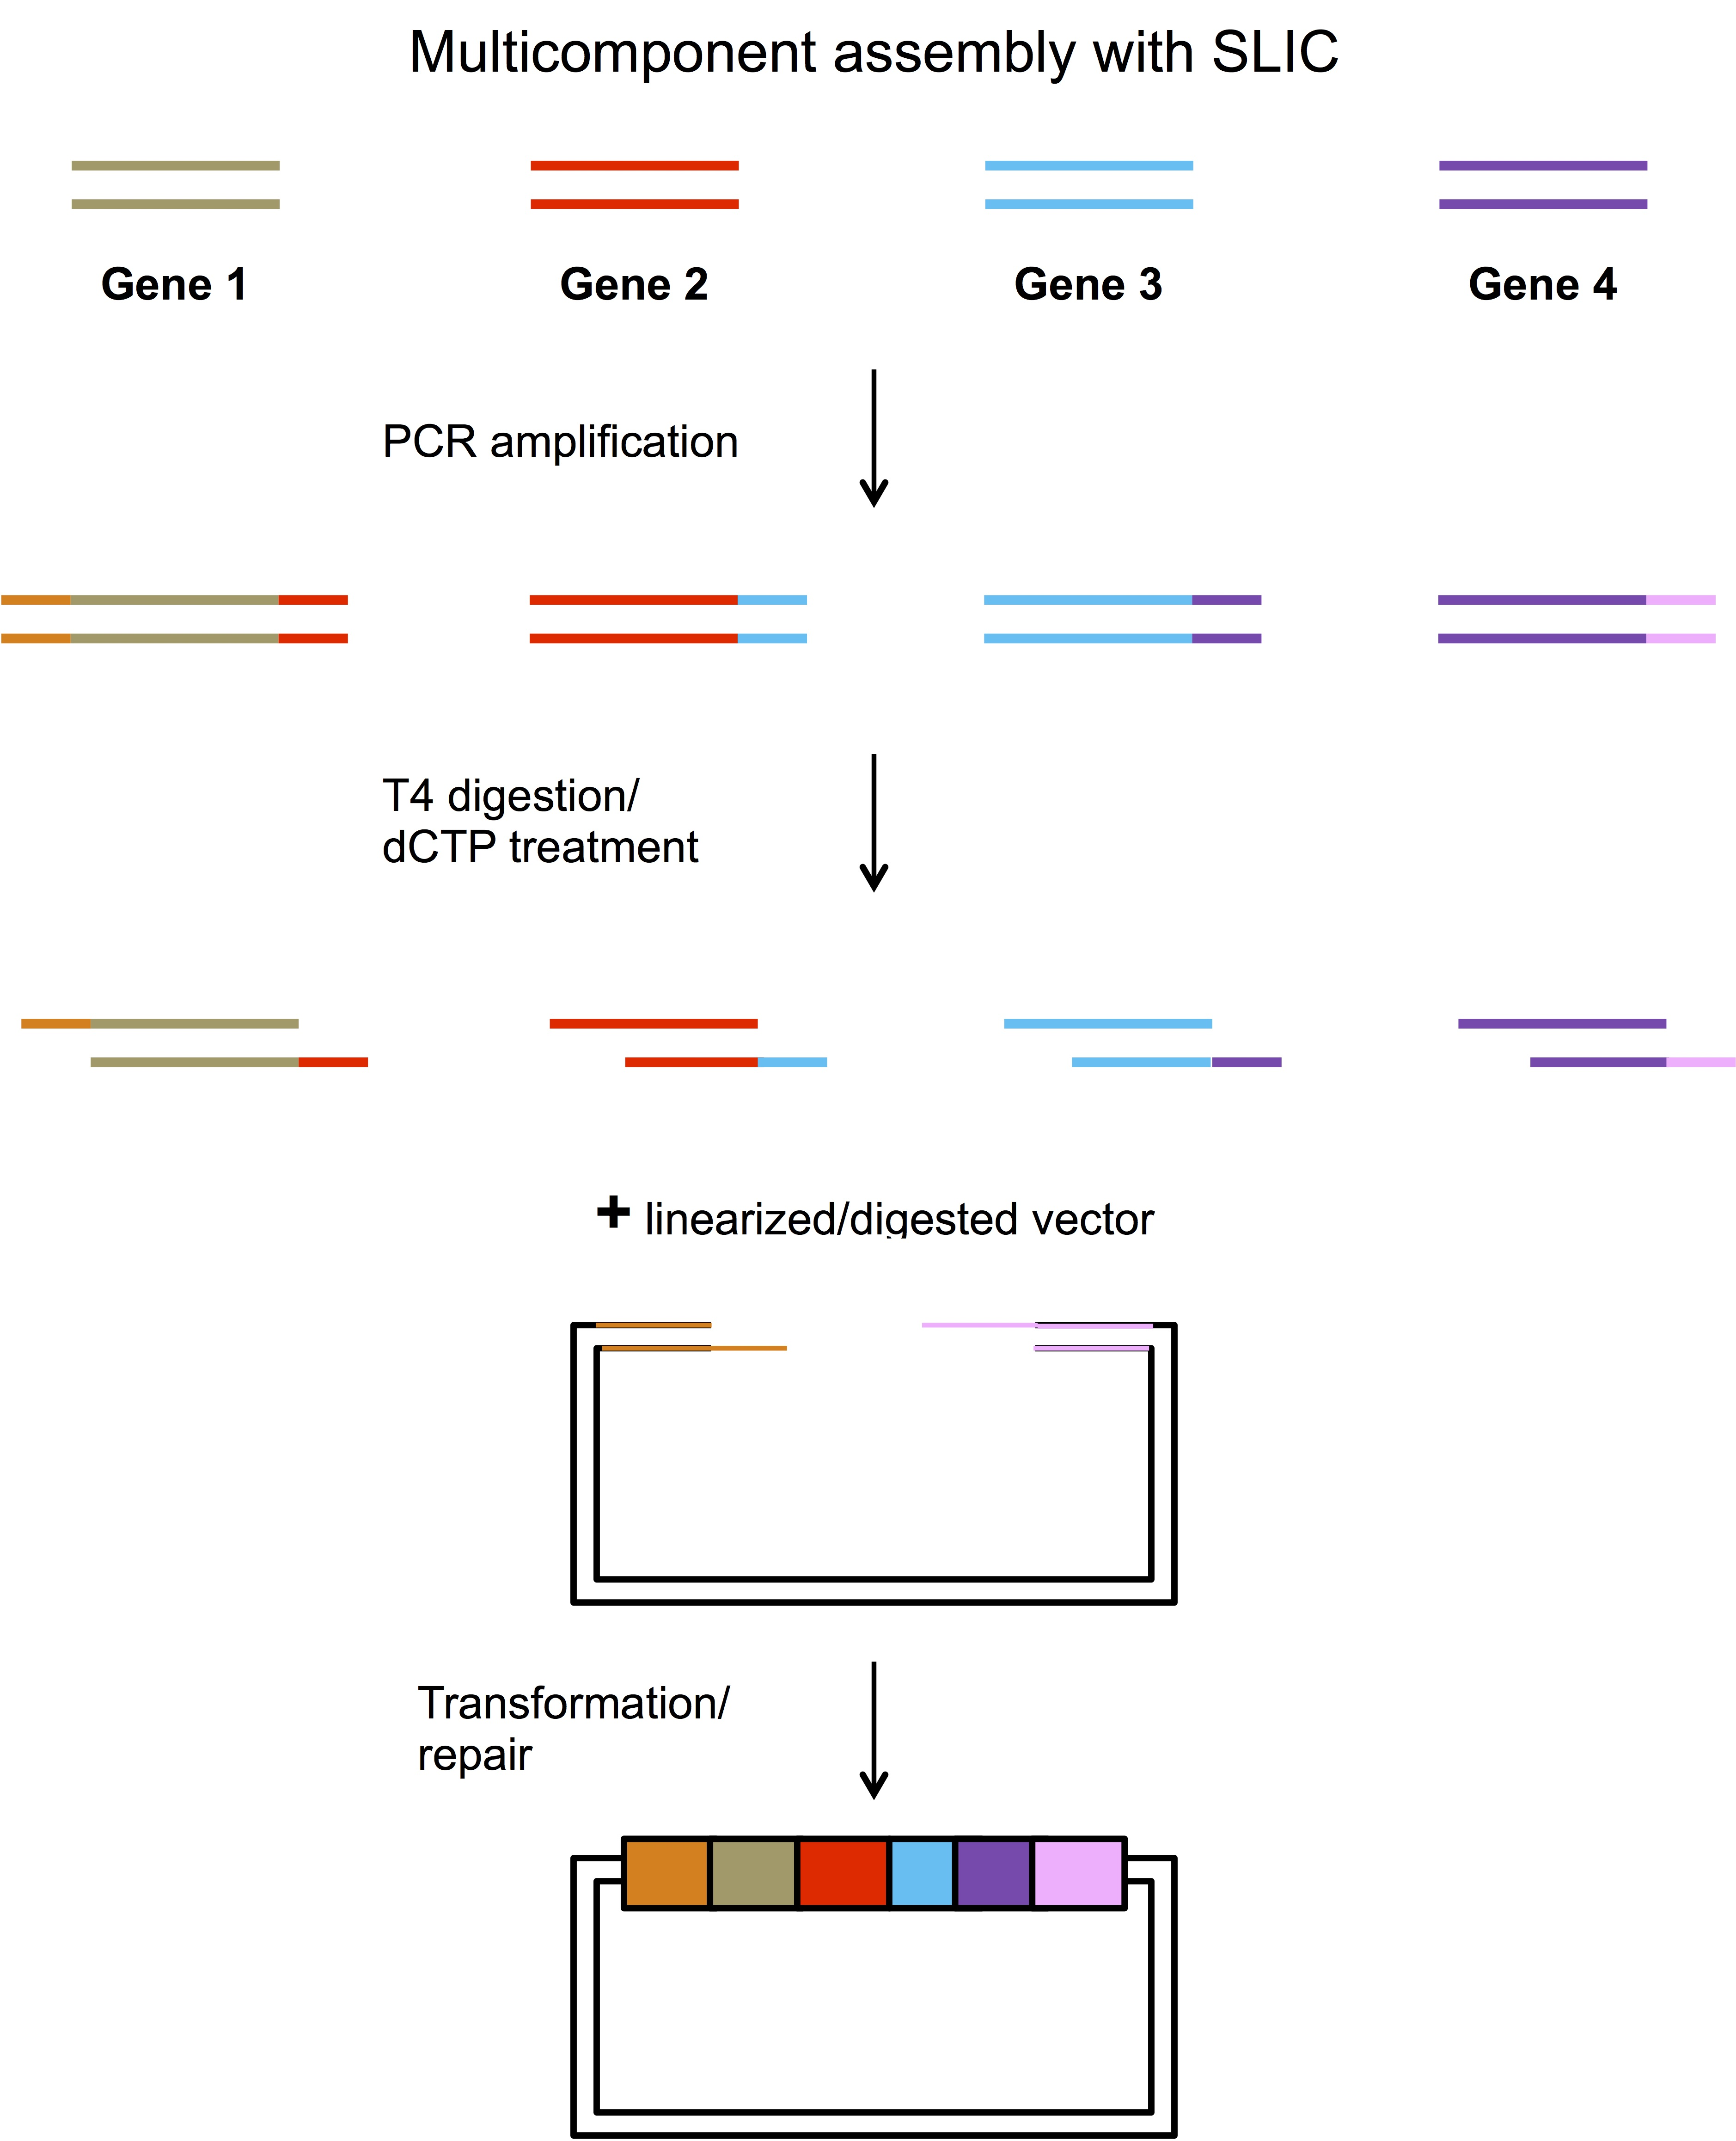 Multicomponent assembly with SLIC
Gene 1
Gene 2
Gene 3
Gene 4
PCR amplification
T4 digestion/
dCTP treatment
+ linearized/digested vector
Transformation/
repair